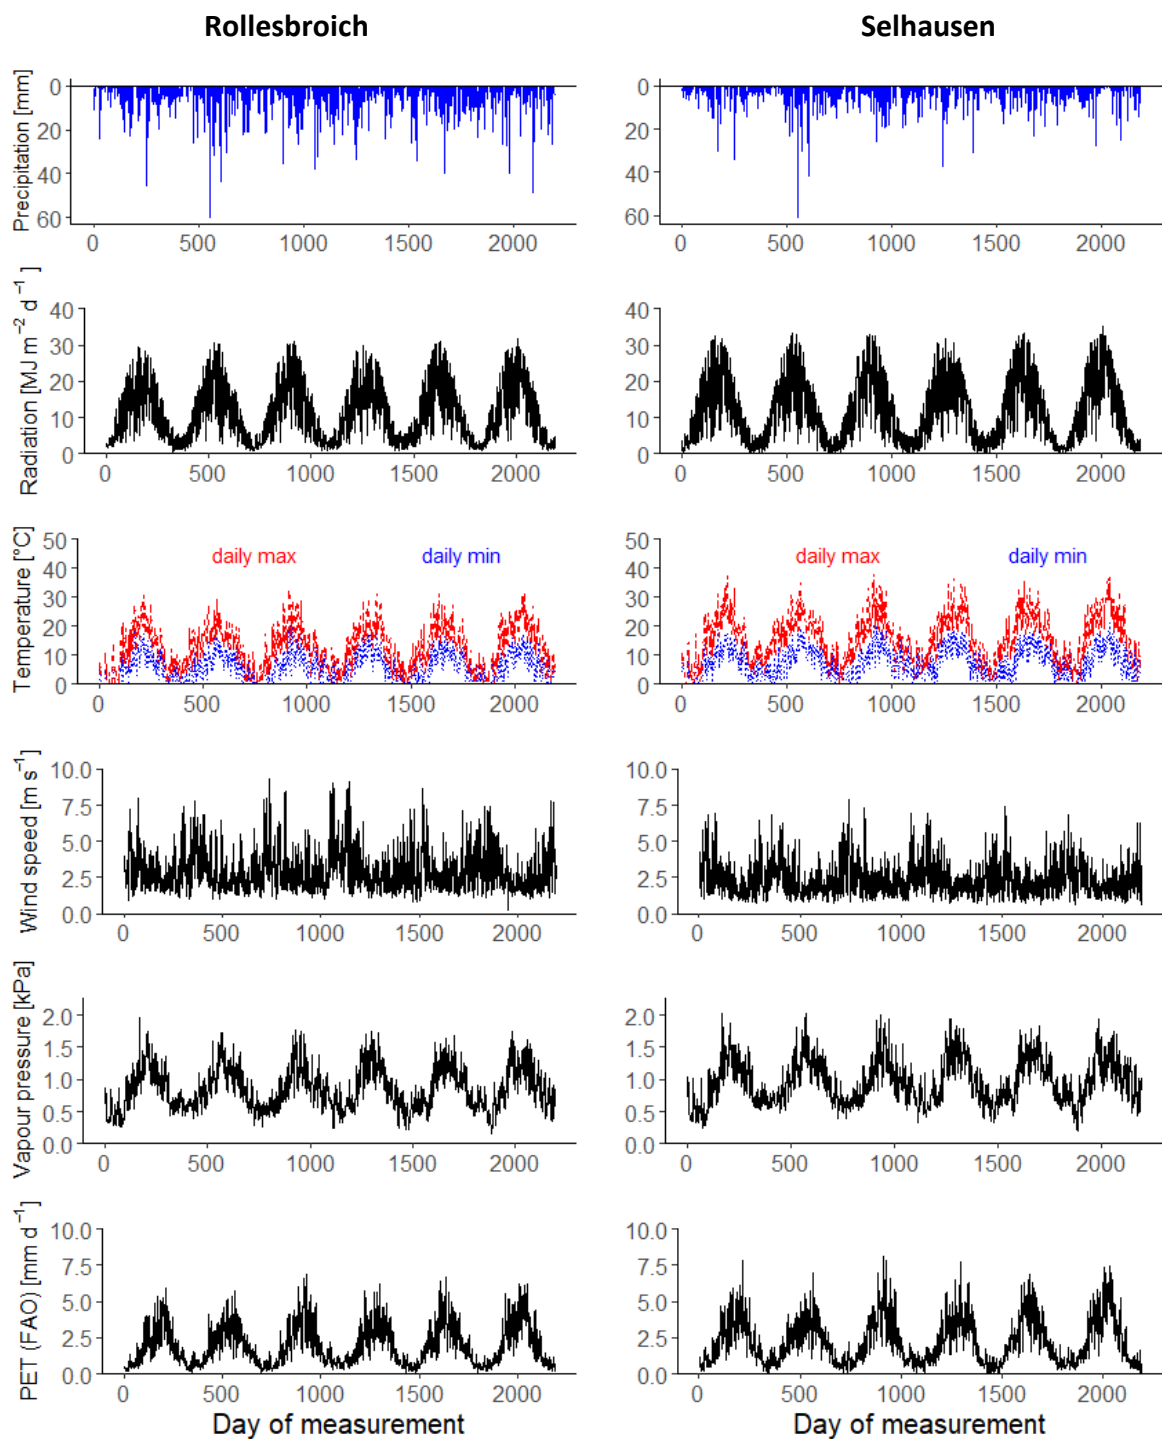 Rollesbroich Selhausen
Precipitation [mm]
0
20
40
60
0 500 1000 1500 2000
0
20
40
60
0 500 1000 1500 2000
Radiation [MJ m⁻² d⁻¹ ]
40
30
20
10
0
0 500 1000 1500 2000
40
30
20
10
0
0 500 1000 1500 2000
Temperature [°C]
50
40
30
20
10
0
daily max daily min
0 500 1000 1500 2000
50
40
30
20
10
0
daily max daily min
0 500 1000 1500 2000
Wind speed [m s⁻¹]
10.0
7.5
5.0
2.5
0.0
0 500 1000 1500 2000
10.0
7.5
5.0
2.5
0.0
0 500 1000 1500 2000
Vapour pressure [kPa]
2.0
1.5
1.0
0.5
0.0
0 500 1000 1500 2000
2.0
1.5
1.0
0.5
0.0
0 500 1000 1500 2000
PET (FAO) [mm d⁻¹]
10.0
7.5
5.0
2.5
0.0
0 500 1000 1500 2000
Day of measurement
10.0
7.5
5.0
2.5
0.0
0 500 1000 1500 2000
Day of measurement